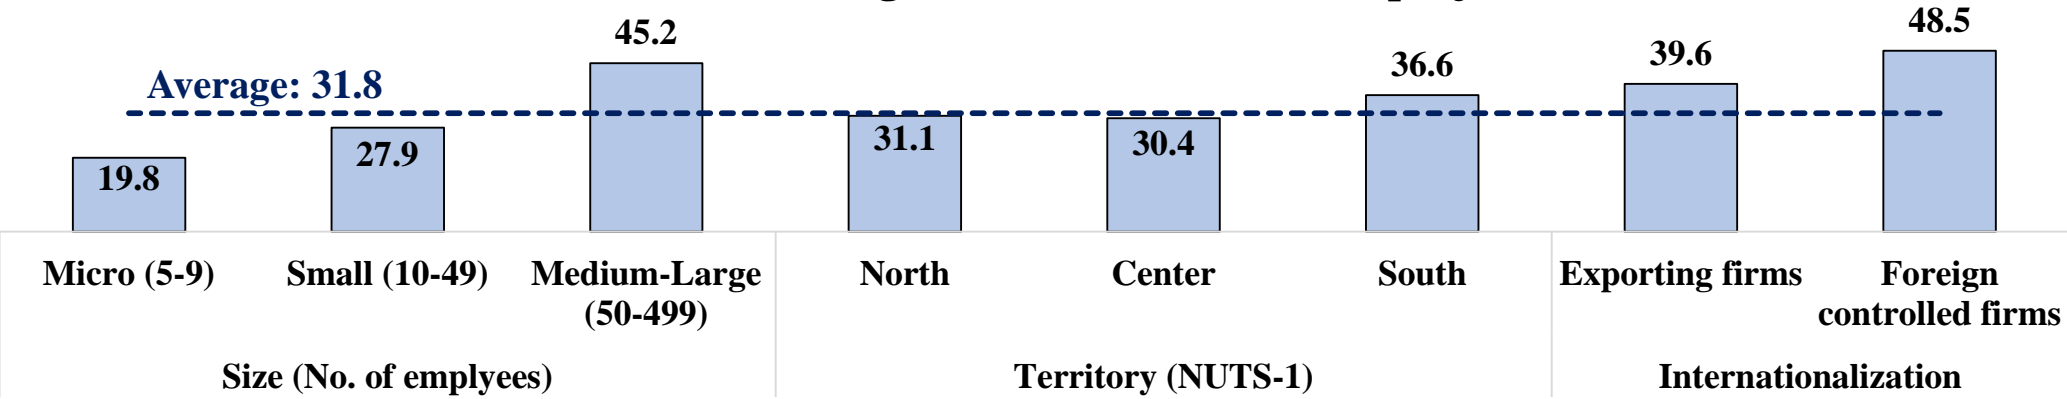 45.2
48.5
39.6
36.6
Average: 31.8
19.8
27.9
31.1
30.4
Micro (5-9)
Small (10-49)
Medium-Large
(50-499)
North
Center
South
Exporting firms
Foreign
controlled firms
Size (No. of emplyees)
Territory (NUTS-1)
Internationalization